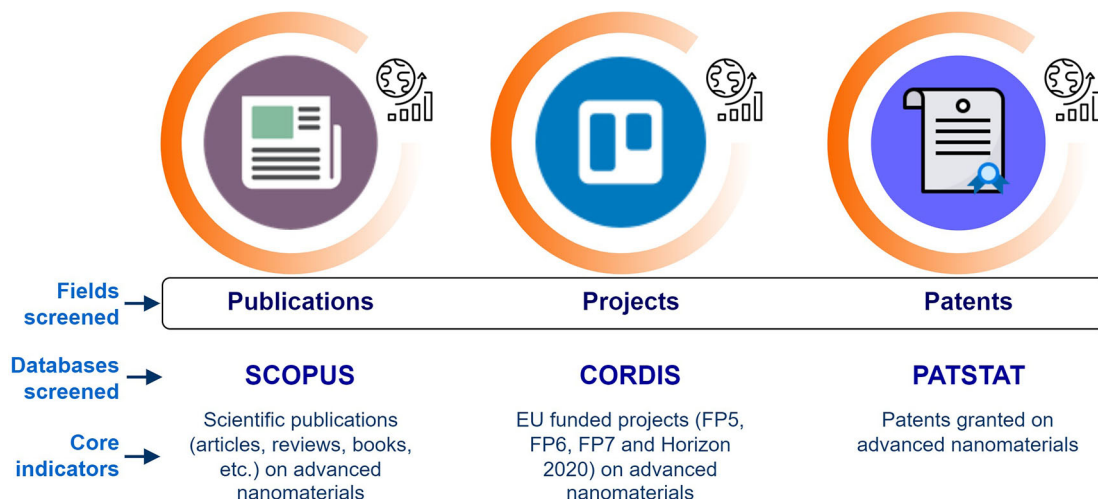 Fields screened
Publications
Projects
Patents
Databases screened
SCOPUS
CORDIS
PATSTAT
Core indicators
Scientific publications
(articles, reviews, books,
etc.) on advanced
nanomaterials
EU funded projects (FP5,
FP6, FP7 and Horizon
2020) on advanced
nanomaterials
Patents granted on
advanced nanomaterials